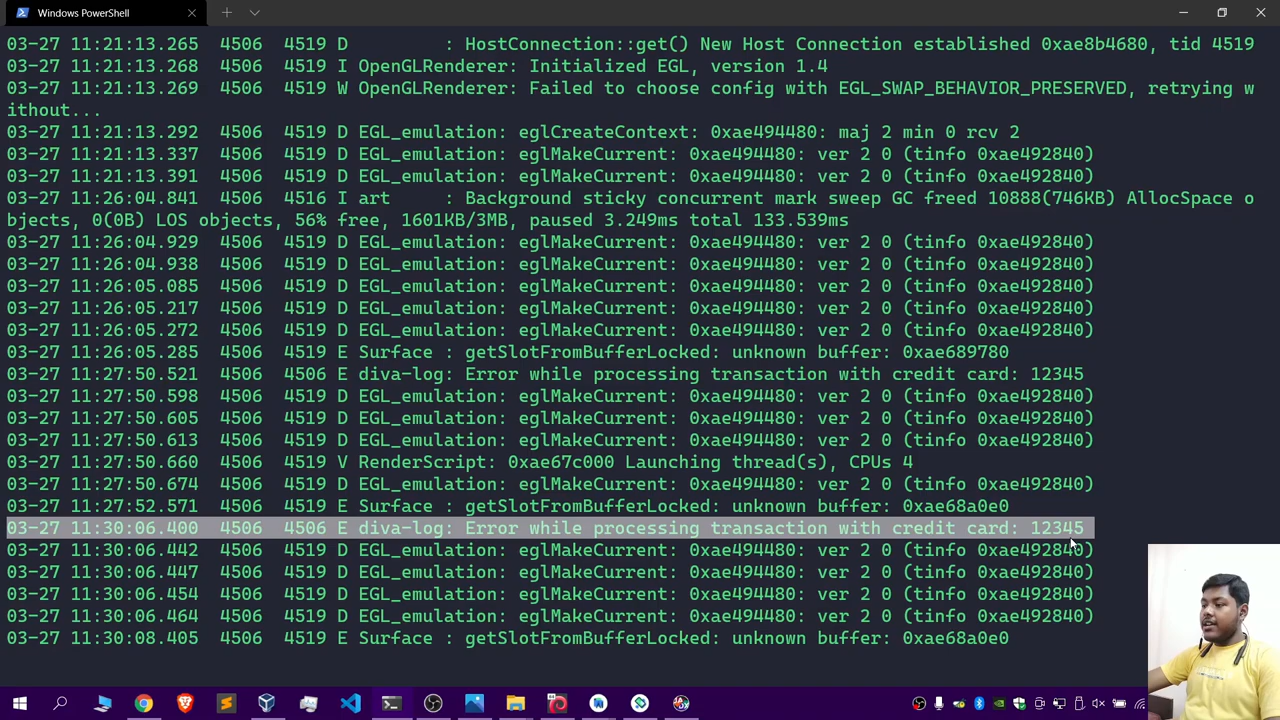 Windows PowerShell
03-27 11:21:13.265  4506  4519 D        : HostConnection::get() New Host Connection established 0xae8b4680, tid 4519
03-27 11:21:13.268  4506  4519 I OpenGLRenderer: Initialized EGL, version 1.4
03-27 11:21:13.269  4506  4519 W OpenGLRenderer: Failed to choose config with EGL_SWAP_BEHAVIOR_PRESERVED, retrying w
ithout...
03-27 11:21:13.292  4506  4519 D EGL_emulation: eglCreateContext: 0xae494480: maj 2 min 0 rcv 2
03-27 11:21:13.337  4506  4519 D EGL_emulation: eglMakeCurrent: 0xae494480: ver 2 0 (tinfo 0xae492840)
03-27 11:21:13.391  4506  4519 D EGL_emulation: eglMakeCurrent: 0xae494480: ver 2 0 (tinfo 0xae492840)
03-27 11:26:04.841  4506  4516 I art     : Background sticky concurrent mark sweep GC freed 10888(746KB) AllocSpace o
bjects, 0(0B) LOS objects, 56% free, 1601KB/3MB, paused 3.249ms total 133.539ms
03-27 11:26:04.929  4506  4519 D EGL_emulation: eglMakeCurrent: 0xae494480: ver 2 0 (tinfo 0xae492840)
03-27 11:26:04.938  4506  4519 D EGL_emulation: eglMakeCurrent: 0xae494480: ver 2 0 (tinfo 0xae492840)
03-27 11:26:05.085  4506  4519 D EGL_emulation: eglMakeCurrent: 0xae494480: ver 2 0 (tinfo 0xae492840)
03-27 11:26:05.217  4506  4519 D EGL_emulation: eglMakeCurrent: 0xae494480: ver 2 0 (tinfo 0xae492840)
03-27 11:26:05.272  4506  4519 D EGL_emulation: eglMakeCurrent: 0xae494480: ver 2 0 (tinfo 0xae492840)
03-27 11:26:05.285  4506  4519 E Surface : getSlotFromBufferLocked: unknown buffer: 0xae689780
03-27 11:27:50.521  4506  4506 E diva-log: Error while processing transaction with credit card: 12345
03-27 11:27:50.598  4506  4519 D EGL_emulation: eglMakeCurrent: 0xae494480: ver 2 0 (tinfo 0xae492840)
03-27 11:27:50.605  4506  4519 D EGL_emulation: eglMakeCurrent: 0xae494480: ver 2 0 (tinfo 0xae492840)
03-27 11:27:50.613  4506  4519 D EGL_emulation: eglMakeCurrent: 0xae494480: ver 2 0 (tinfo 0xae492840)
03-27 11:27:50.660  4506  4519 V RenderScript: 0xae67c000 Launching thread(s), CPUs 4
03-27 11:27:50.674  4506  4519 D EGL_emulation: eglMakeCurrent: 0xae494480: ver 2 0 (tinfo 0xae492840)
03-27 11:27:52.571  4506  4519 E Surface : getSlotFromBufferLocked: unknown buffer: 0xae68a0e0
03-27 11:30:06.400  4506  4506 E diva-log: Error while processing transaction with credit card: 12345
03-27 11:30:06.442  4506  4519 D EGL_emulation: eglMakeCurrent: 0xae494480: ver 2 0 (tinfo 0xae492840)
03-27 11:30:06.447  4506  4519 D EGL_emulation: eglMakeCurrent: 0xae494480: ver 2 0 (tinfo 0xae492840)
03-27 11:30:06.454  4506  4519 D EGL_emulation: eglMakeCurrent: 0xae494480: ver 2 0 (tinfo 0xae492840)
03-27 11:30:06.464  4506  4519 D EGL_emulation: eglMakeCurrent: 0xae494480: ver 2 0 (tinfo 0xae492840)
03-27 11:30:08.405  4506  4519 E Surface : getSlotFromBufferLocked: unknown buffer: 0xae68a0e0